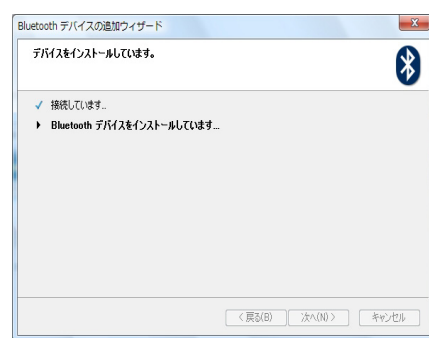 Bluetooth デバイスの追加ウィザード
デバイスをインストールしています。
接続しています..
Bluetooth デバイスをインストールしています...
< 戻る(B)
次へ(N) >
キャンセル